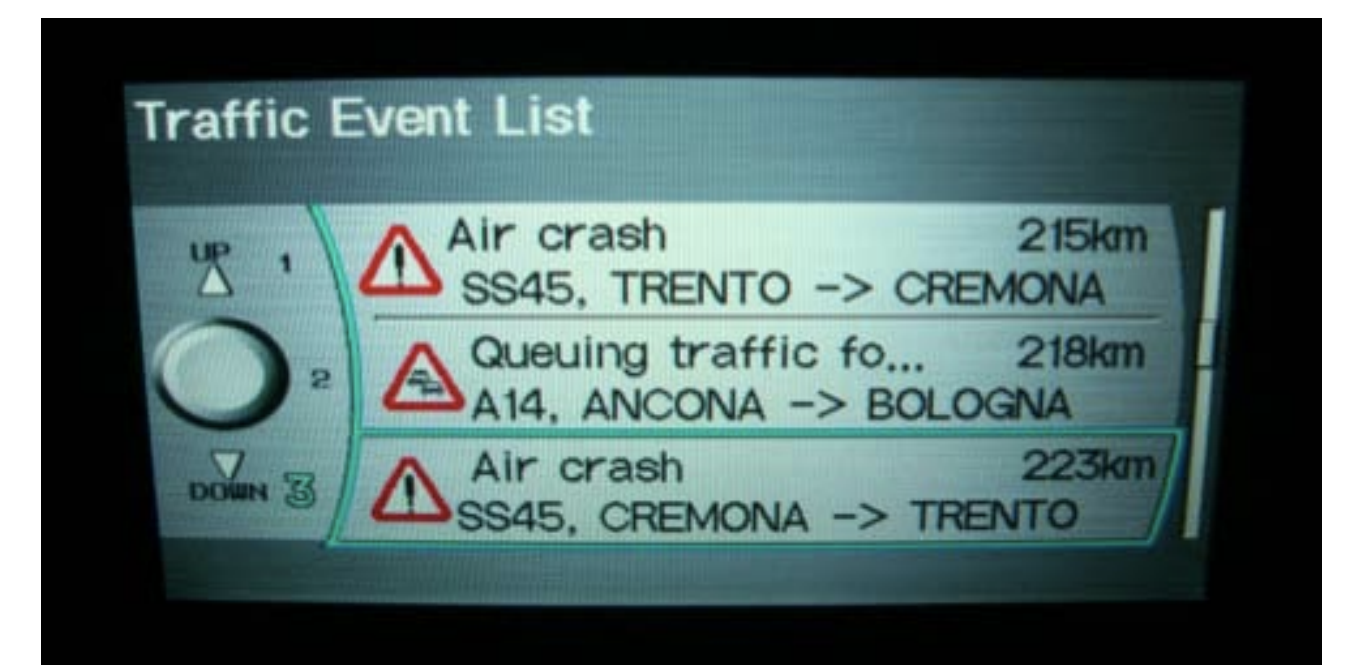 Traffic Event List
UP
1
Air crash 215km
SS45, TRENTO -> CREMONA
2
Queuing traffic fo... 218km
A14, ANCONA -> BOLOGNA
DOWN
3
Air crash 223km
SS45, CREMONA -> TRENTO